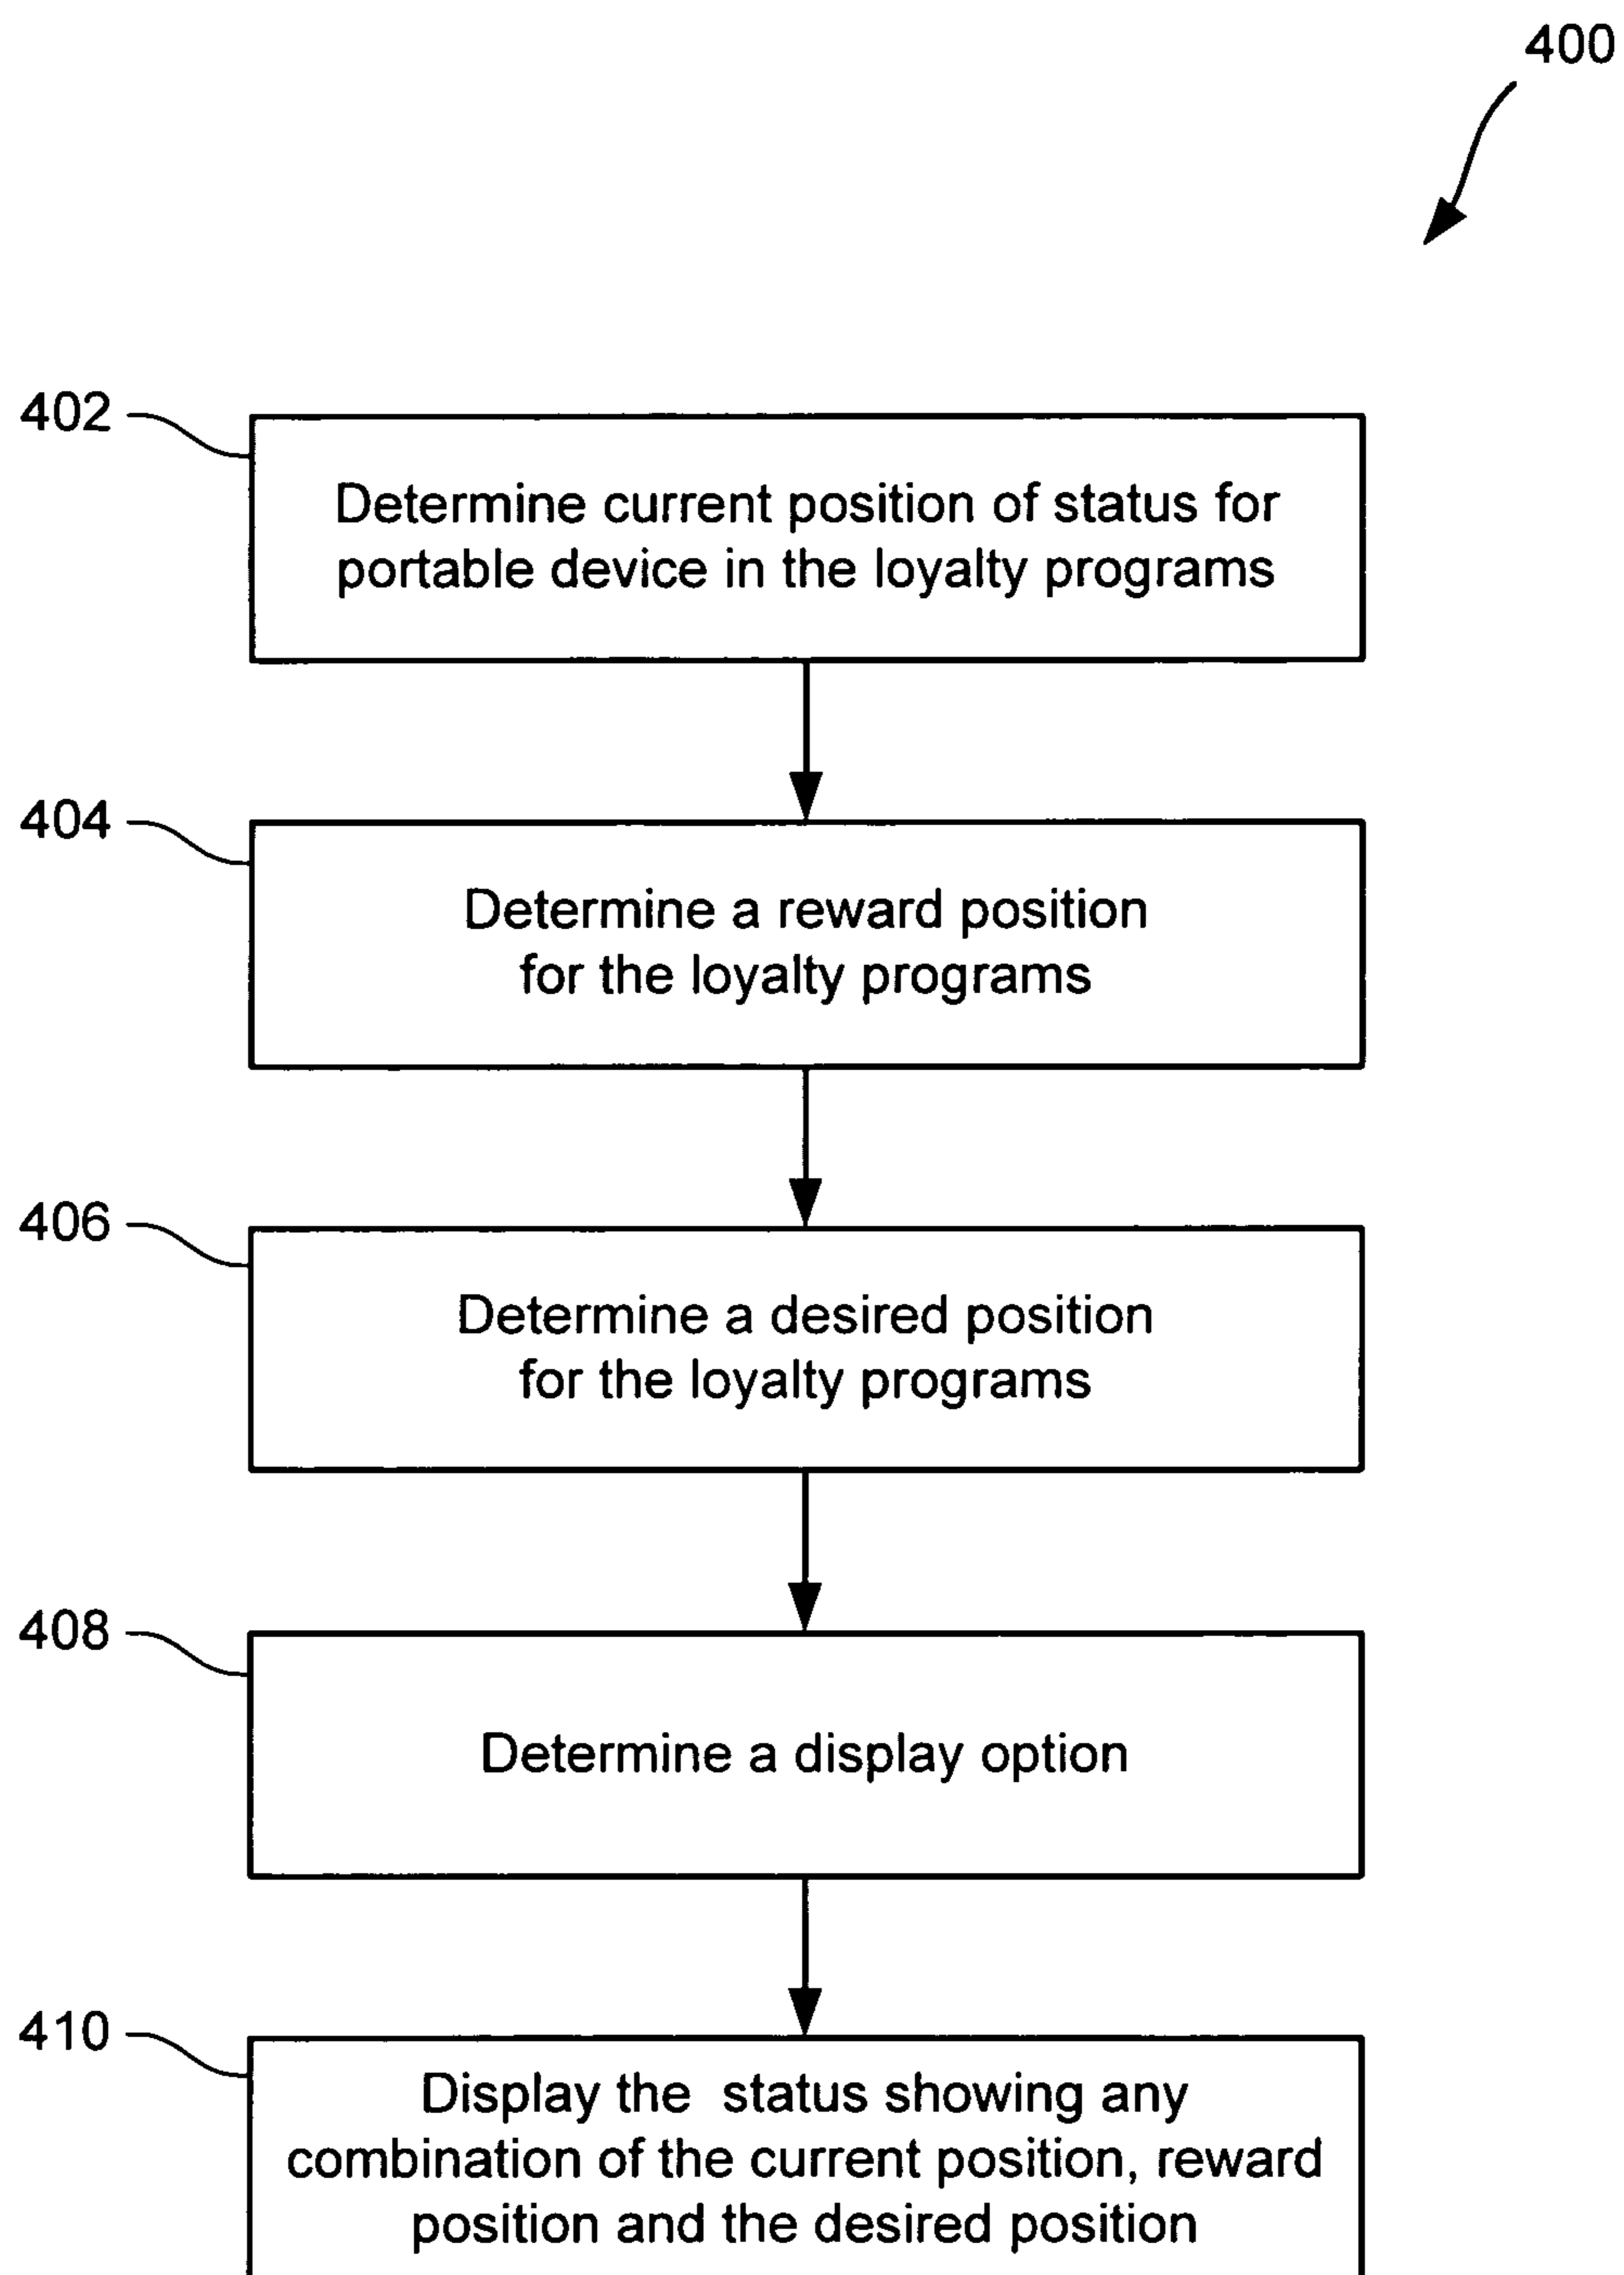 400
402
Determine current position of status for
portable device in the loyalty programs
404
Determine a reward position
for the loyalty programs
406
Determine a desired position
for the loyalty programs
408
Determine a display option
410
Display the status showing any
combination of the current position, reward
position and the desired position